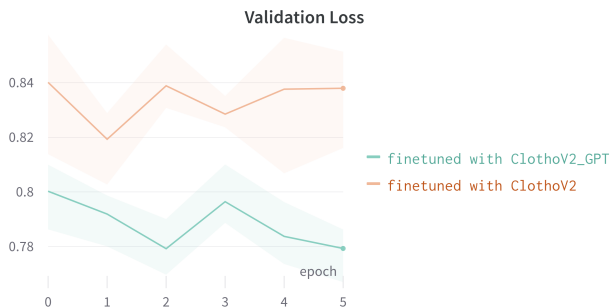 Validation Loss
0.84
0.82
0.8
0.78
epoch
0 1 2 3 4 5
finetuned with ClothoV2_GPT
finetuned with ClothoV2